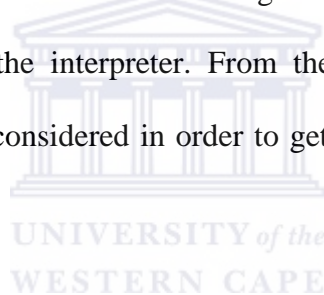 the interpreter. From the
considered in order to get
UNIVERSITY of the
WESTERN CAPE